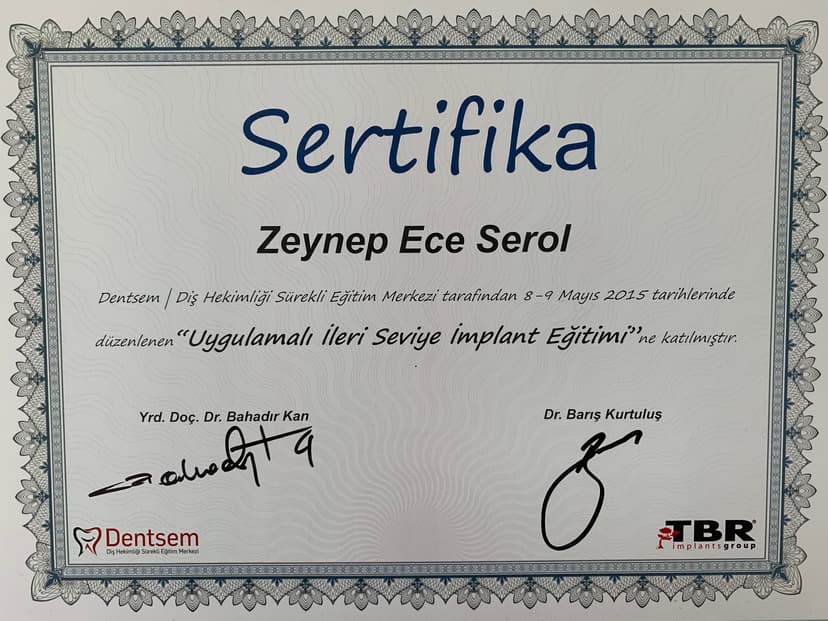 Sertifika
Zeynep Ece Serol
Dentsem | Diş Hekimliği Sürekli Eğitim Merkezi tarafından 8-9 Mayıs 2015 tarihlerinde
düzenlenen "Uygulamalı İleri Seviye İmplant Eğitimi"ne katılmıştır.
Yrd. Doç. Dr. Bahadır Kan
Dr. Barış Kurtuluş
Dentsem
Diş Hekimliği Sürekli Eğitim Merkezi
TBR®
implantsgroup